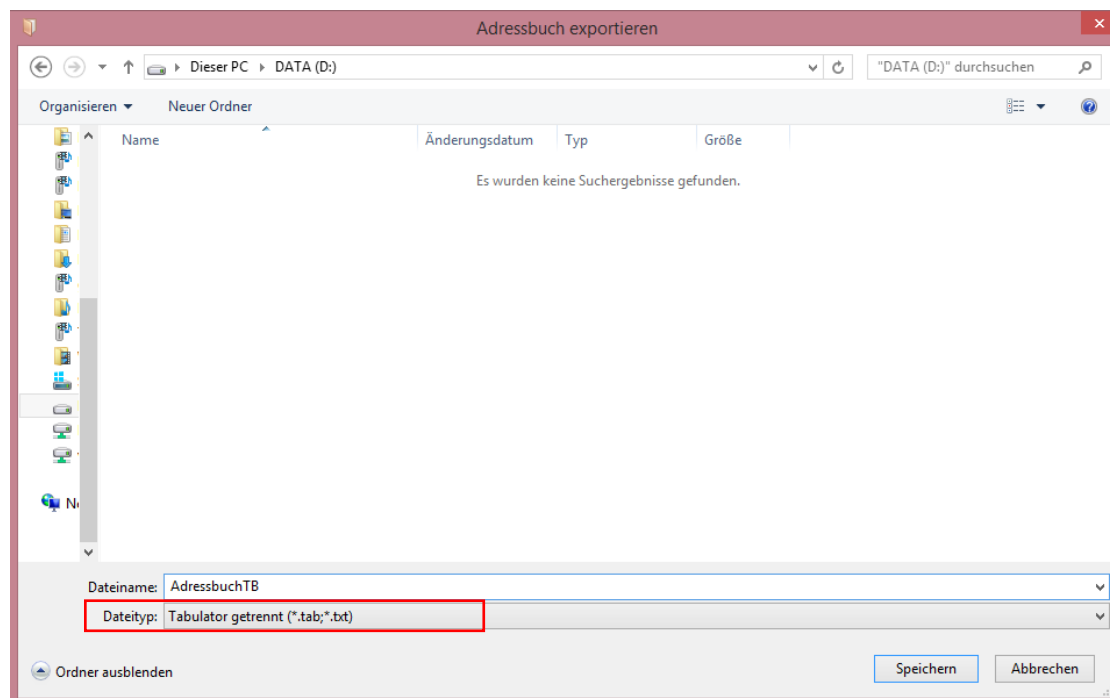 Adressbuch exportieren
Dieser PC DATA (D:) "DATA (D:)" durchsuchen
Organisieren Neuer Ordner
Name Änderungsdatum Typ Größe
Es wurden keine Suchergebnisse gefunden.
Dateiname: AdressbuchTB
Dateityp: Tabulator getrennt (*.tab;*.txt)
Ordner ausblenden Speichern Abbrechen